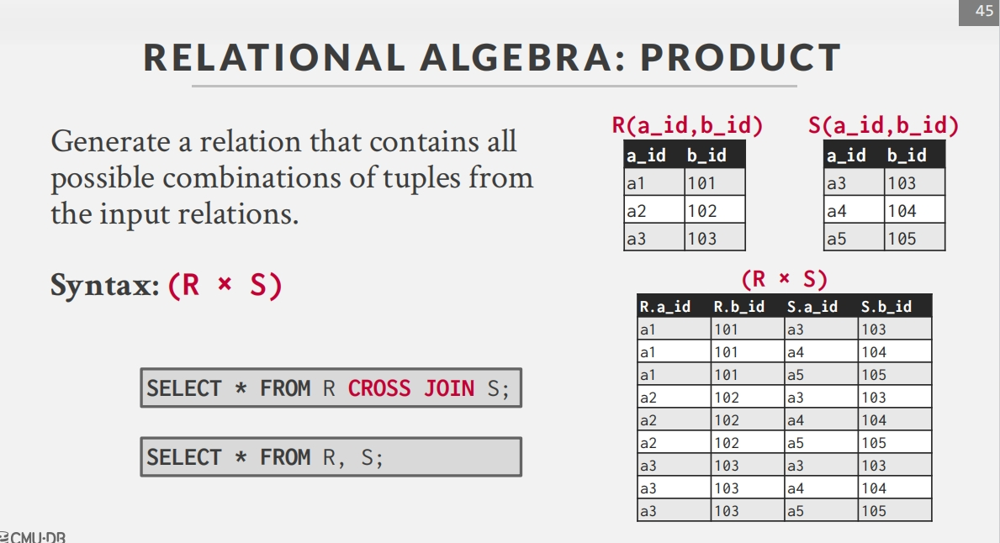 45
RELATIONAL ALGEBRA: PRODUCT
Generate a relation that contains all
possible combinations of tuples from
the input relations.
Syntax: (R × S)
SELECT * FROM R CROSS JOIN S;
SELECT * FROM R, S;
R(a_id,b_id)
a_id b_id
a1 101
a2 102
a3 103
S(a_id,b_id)
a_id b_id
a3 103
a4 104
a5 105
(R × S)
R.a_id R.b_id S.a_id S.b_id
a1 101 a3 103
a1 101 a4 104
a1 101 a5 105
a2 102 a3 103
a2 102 a4 104
a2 102 a5 105
a3 103 a3 103
a3 103 a4 104
a3 103 a5 105
CMU·DB